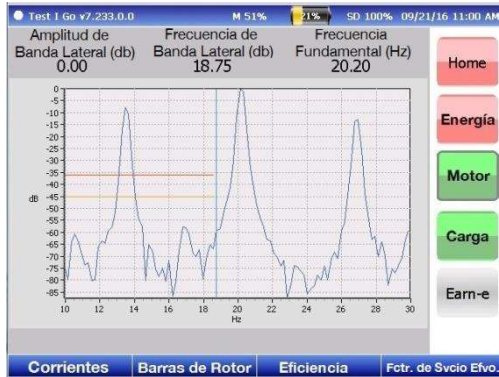 Test I Go v7.233.0.0 M 51% 21% SD 100% 09/21/16 11:00 AM
Amplitud de
Banda Lateral (db)
0.00
Frecuencia de
Banda Lateral (db)
18.75
Frecuencia
Fundamental (Hz)
20.20
Home
Energía
Motor
Carga
Earn-e
0
-5
-10
-15
-20
-25
-30
-35
-40
-45
-50
-55
-60
-65
-70
-75
-80
-85
dB
10 12 14 16 18 20 22 24 26 28 30
Hz
Corrientes Barras de Rotor Eficiencia Fctr. de Svcio Efvo.